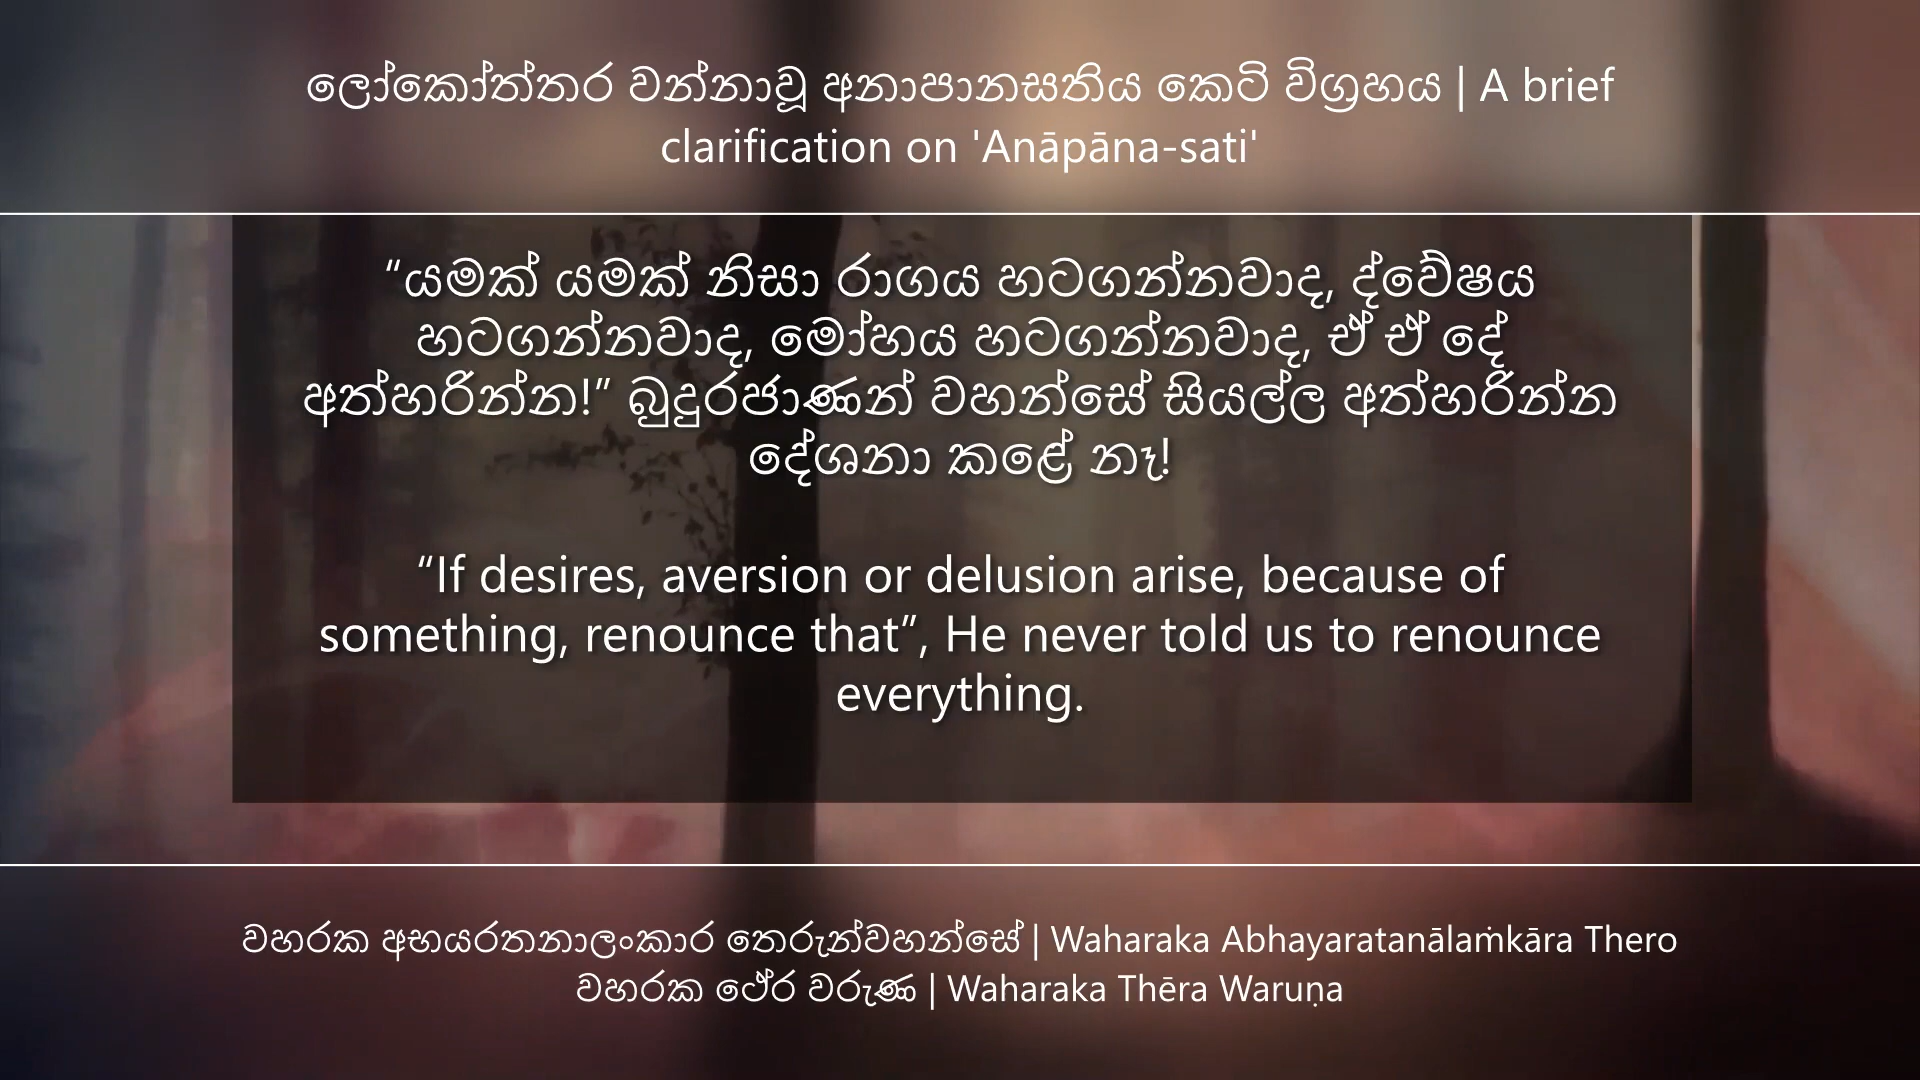 ලෝකෝත්තර වන්නාවූ අනාපානසතිය කෙටි විග්‍රහය | A brief
clarification on 'Anāpāna-sati'
“යමක් යමක් නිසා රාගය හටගන්නවාද, ද්වේෂය
හටගන්නවාද, මෝහය හටගන්නවාද, ඒ ඒ දේ
අත්හරින්න!” බුදුරජාණන් වහන්සේ සියල්ල අත්හරින්න
දේශනා කළේ නෑ!
“If desires, aversion or delusion arise, because of
something, renounce that”, He never told us to renounce
everything.
වහරක අභයරතනාලංකාර තෙරුන්වහන්සේ | Waharaka Abhayaratanālaṁkāra Thero
වහරක ථේර වරුණ | Waharaka Thēra Waruṇa